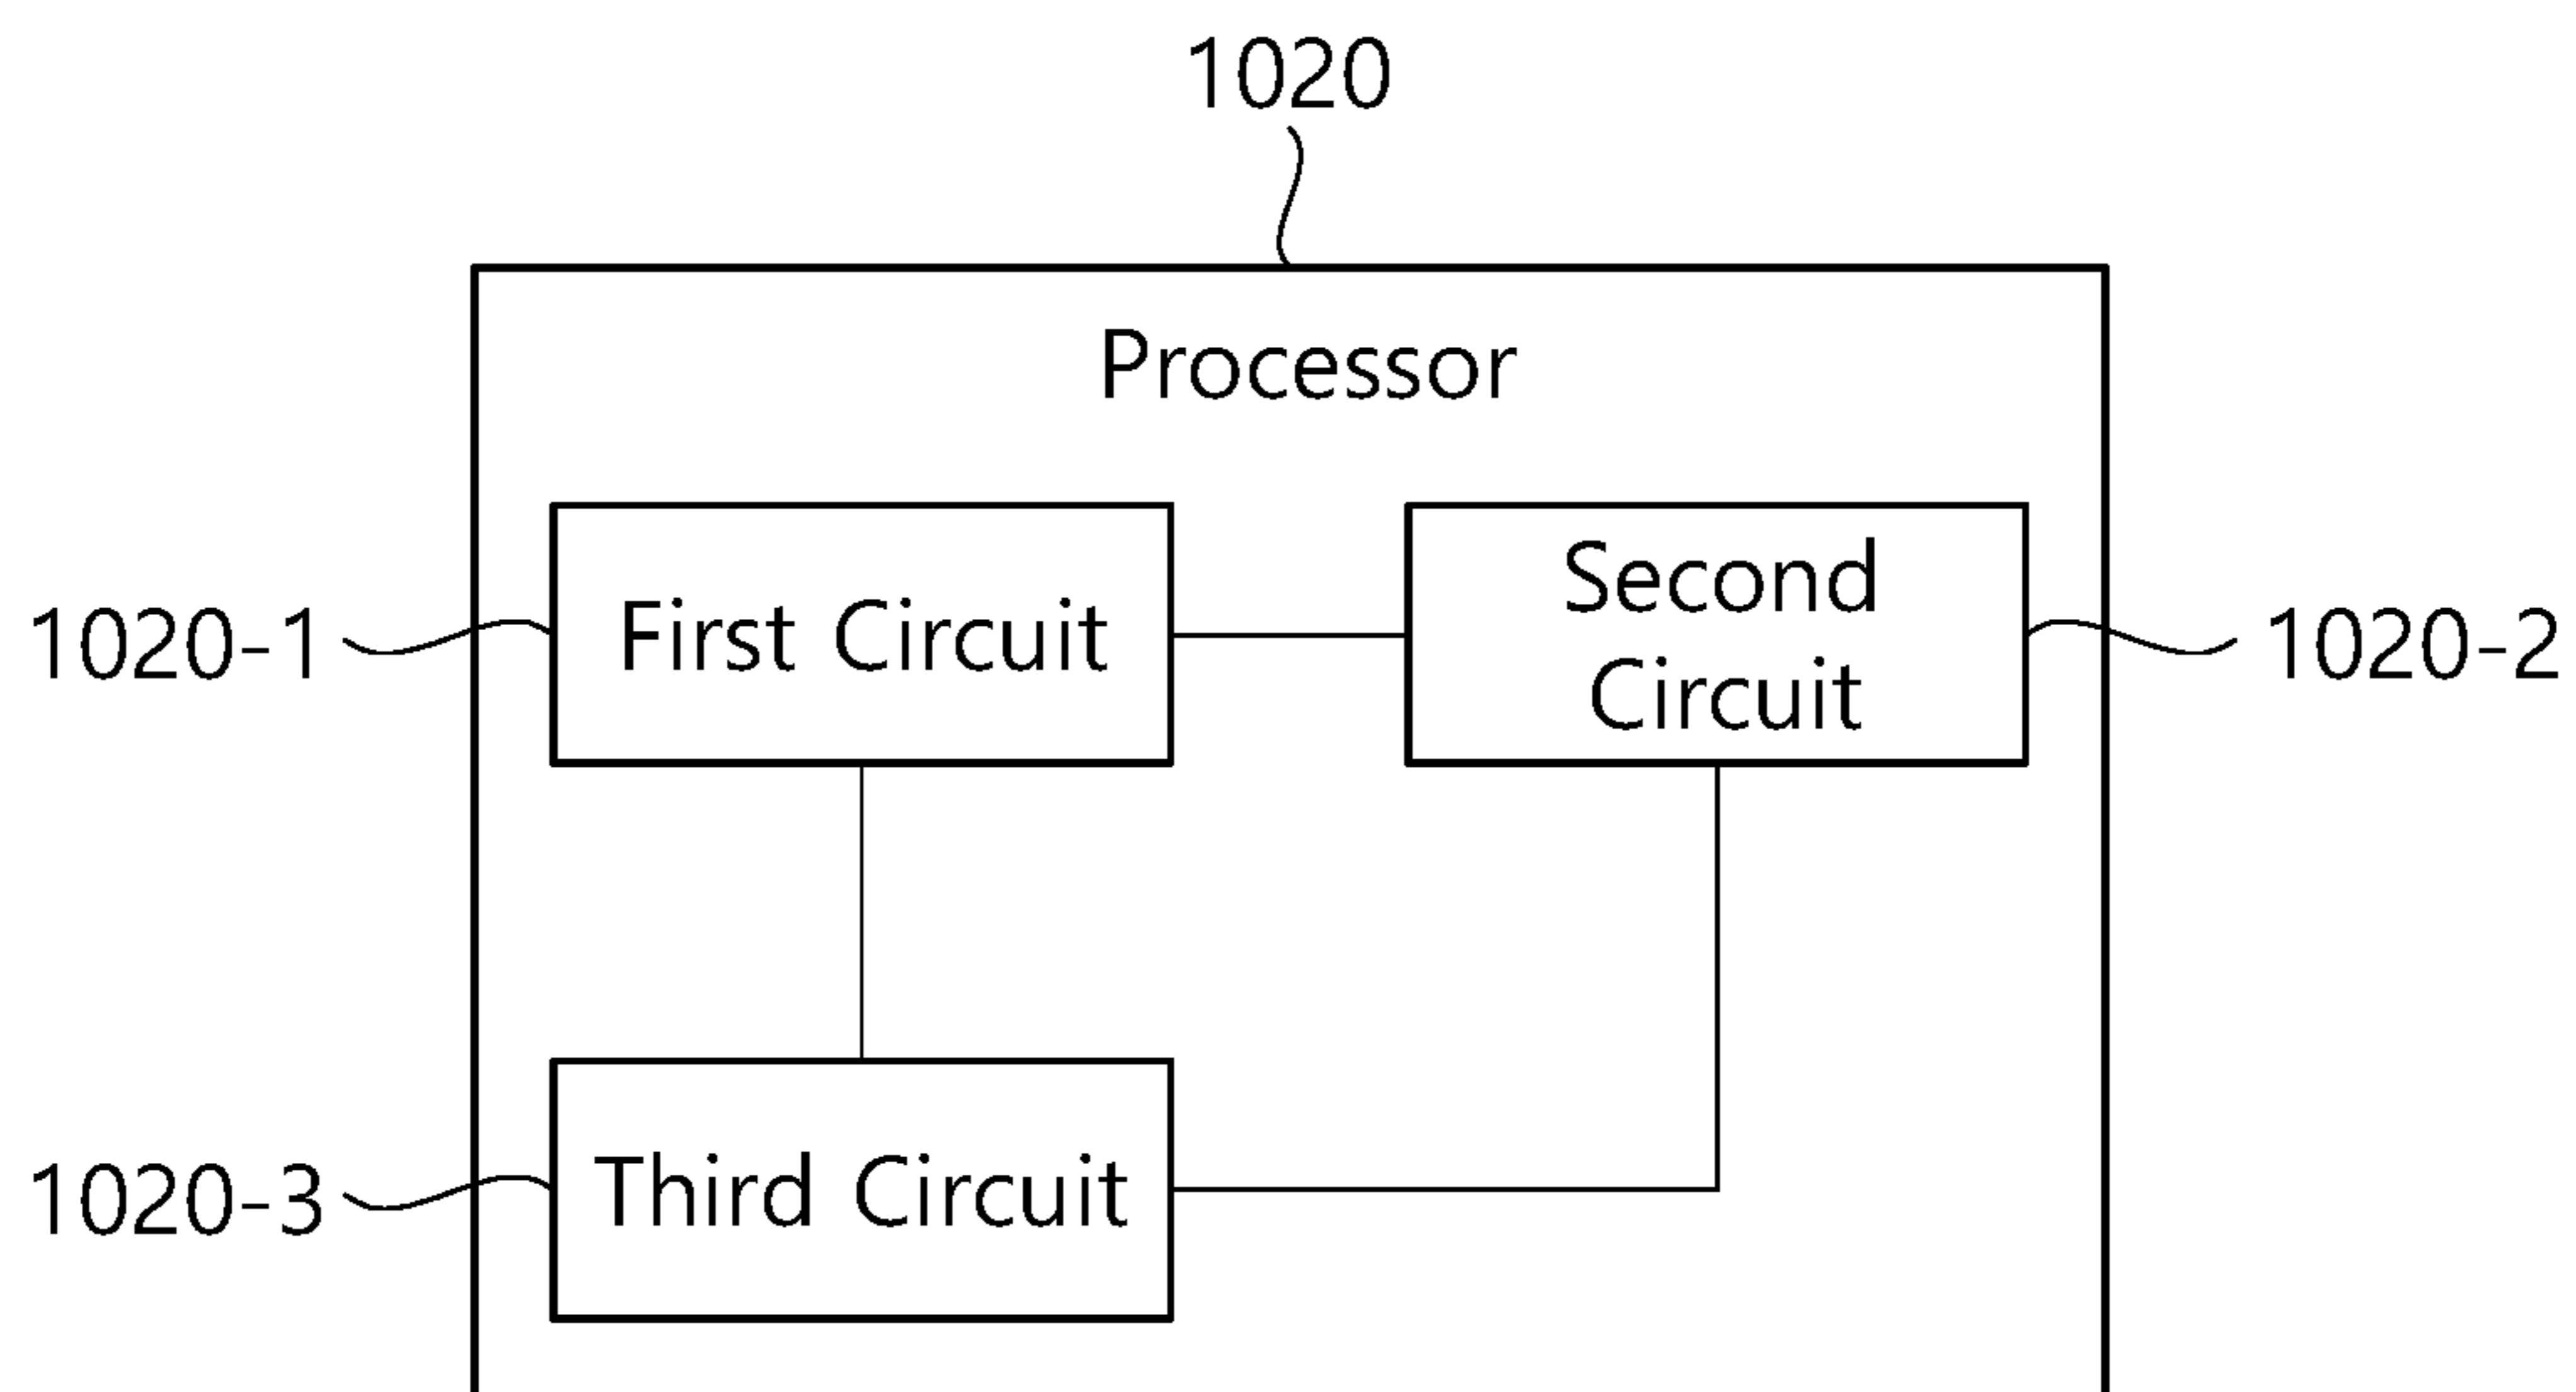 1020
Processor
1020-1
First Circuit
Second
Circuit
1020-2
1020-3
Third Circuit